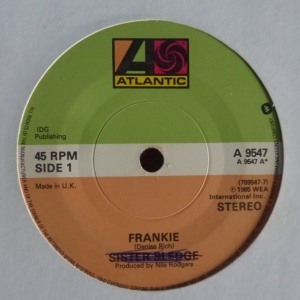 ATLANTIC
IDG
Publishing
45 RPM
SIDE 1
Made in U.K.
A 9547
A 9547 A*
(789547-7)
℗ 1985 WEA
International Inc.
STEREO
FRANKIE
(Denise Rich)
SISTER SLEDGE
Produced by Nile Rodgers